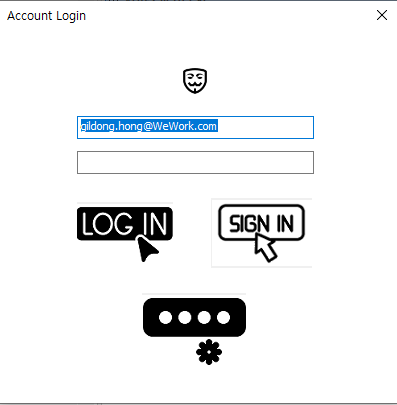 Account Login
gildong.hong@WeWork.com
LOG IN
SIGN IN